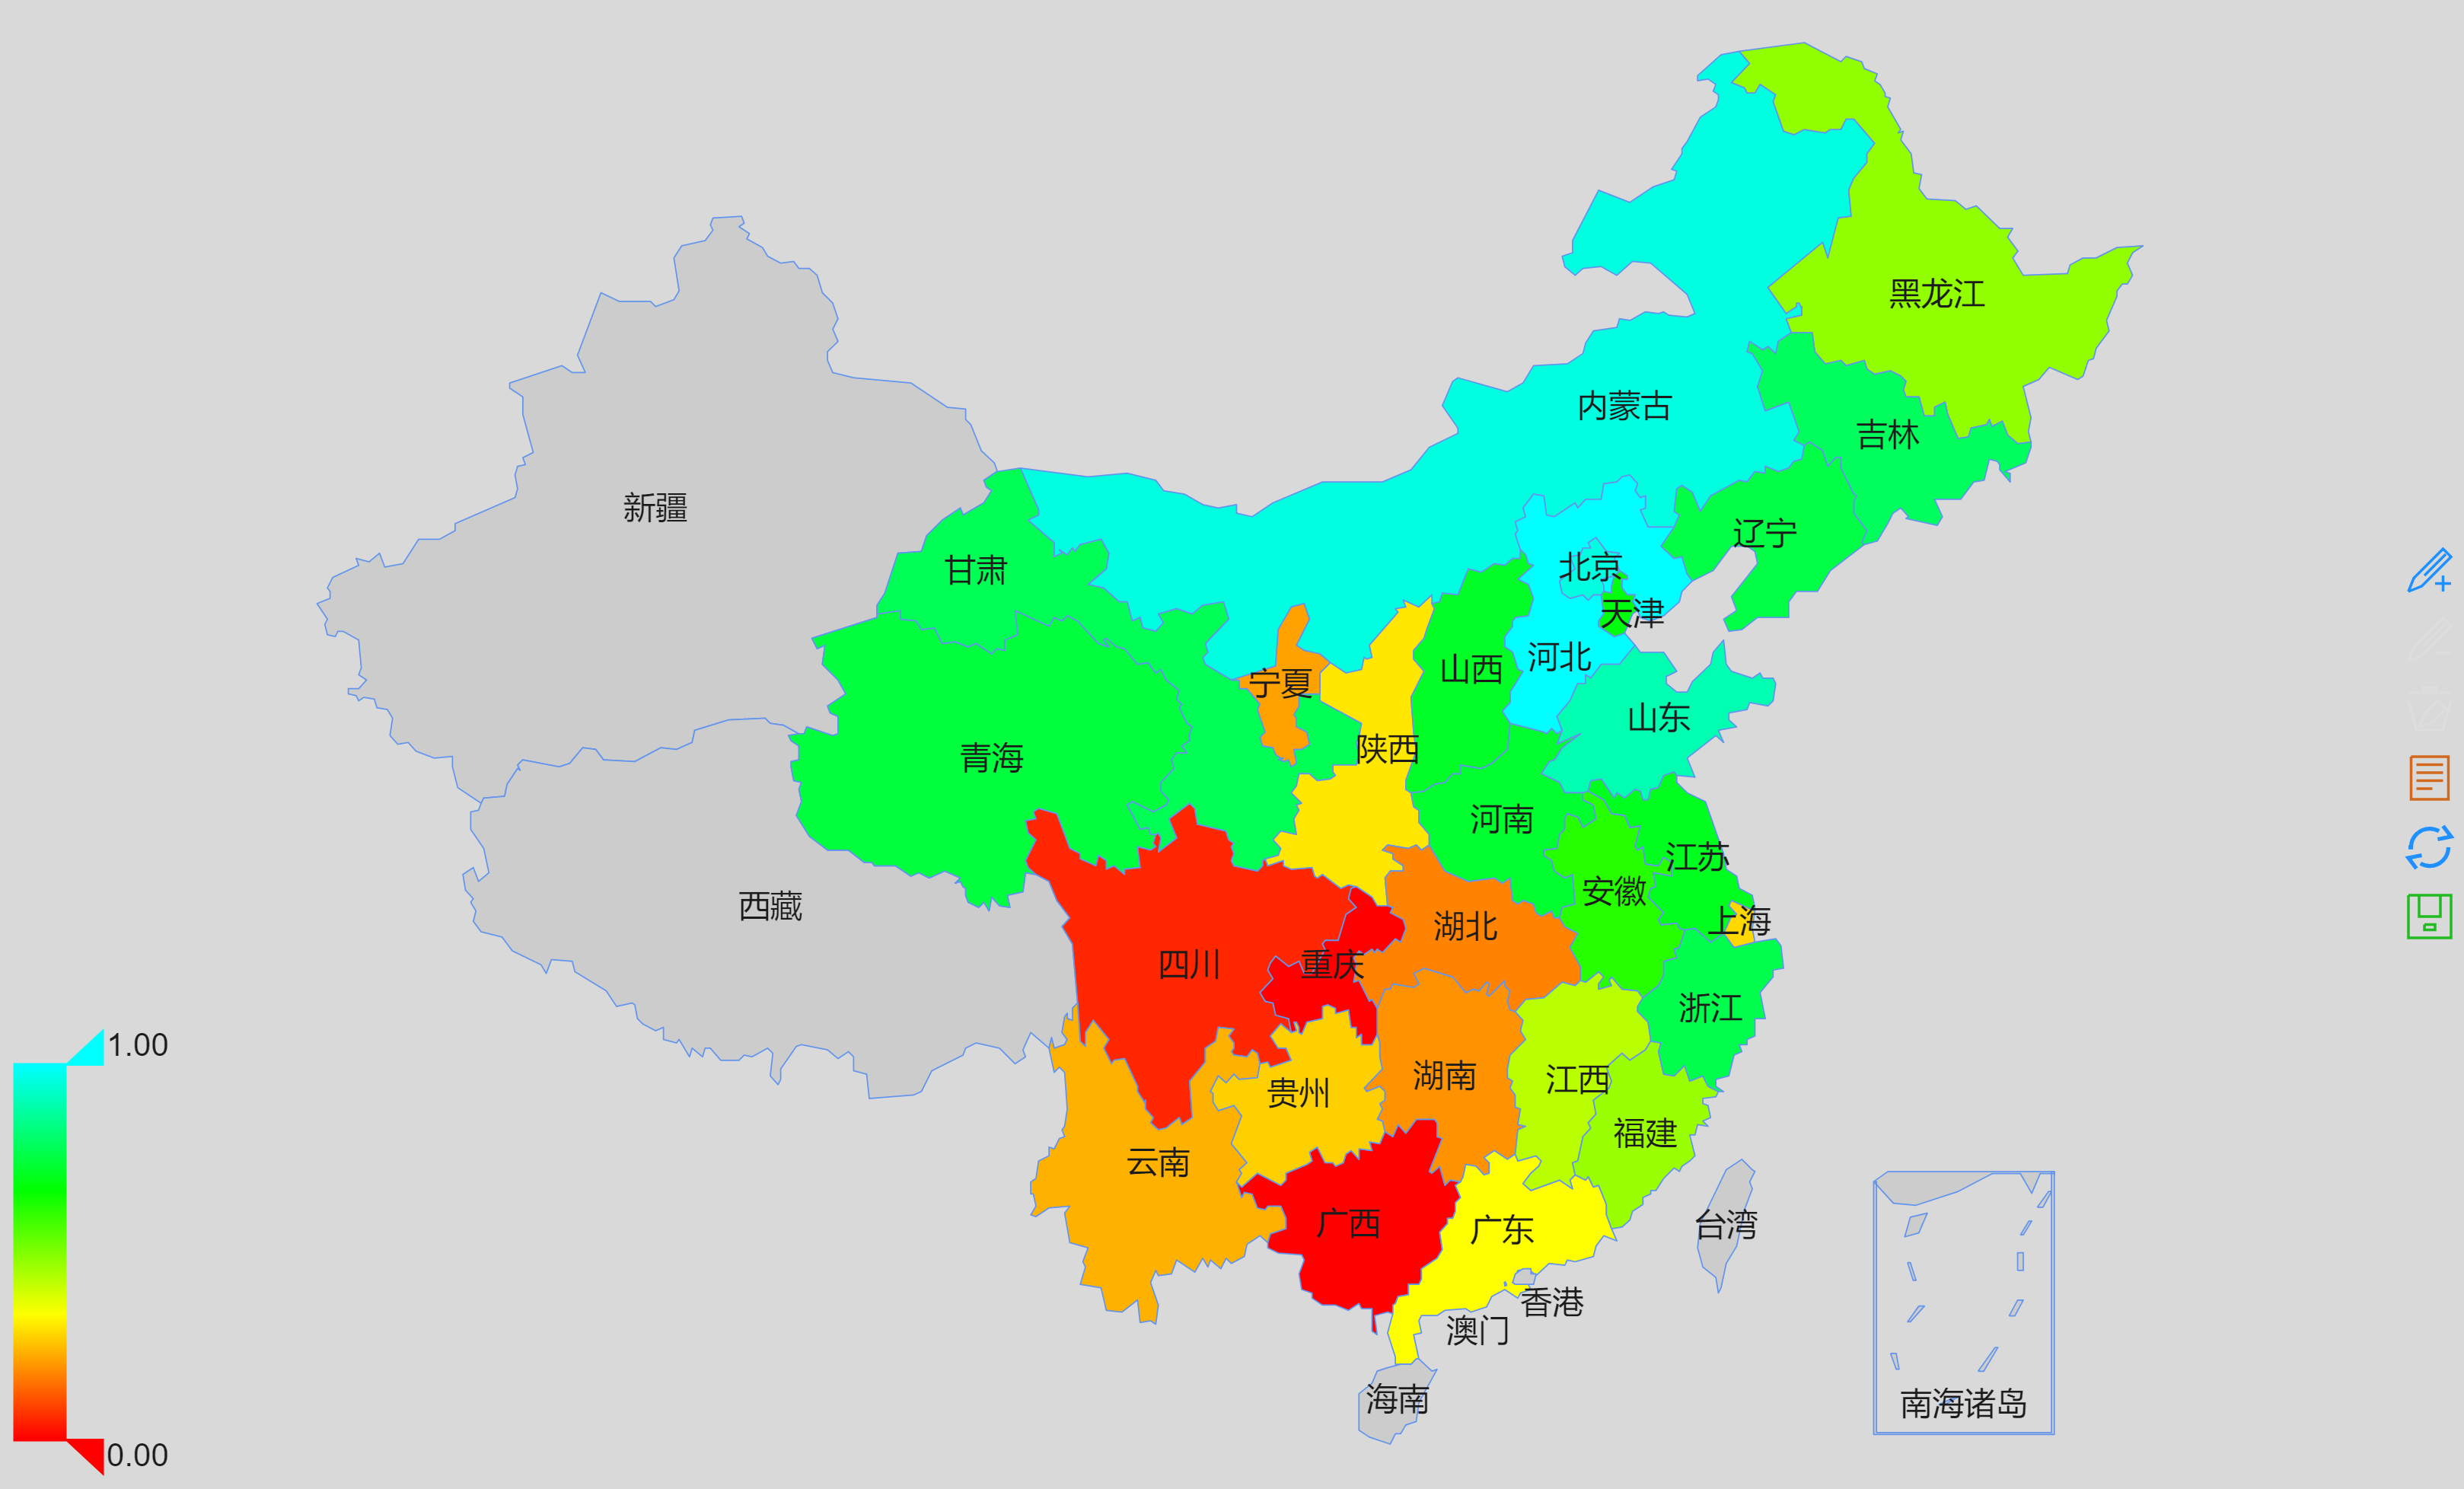 黑龙江
内蒙古
吉林
新疆
辽宁
甘肃
北京
天津
河北
山西
宁夏
山东
陕西
青海
河南
江苏
安徽
西藏
上海
湖北
四川
重庆
浙江
1.00
湖南
江西
贵州
福建
云南
广西
台湾
广东
香港
澳门
海南
南海诸岛
0.00